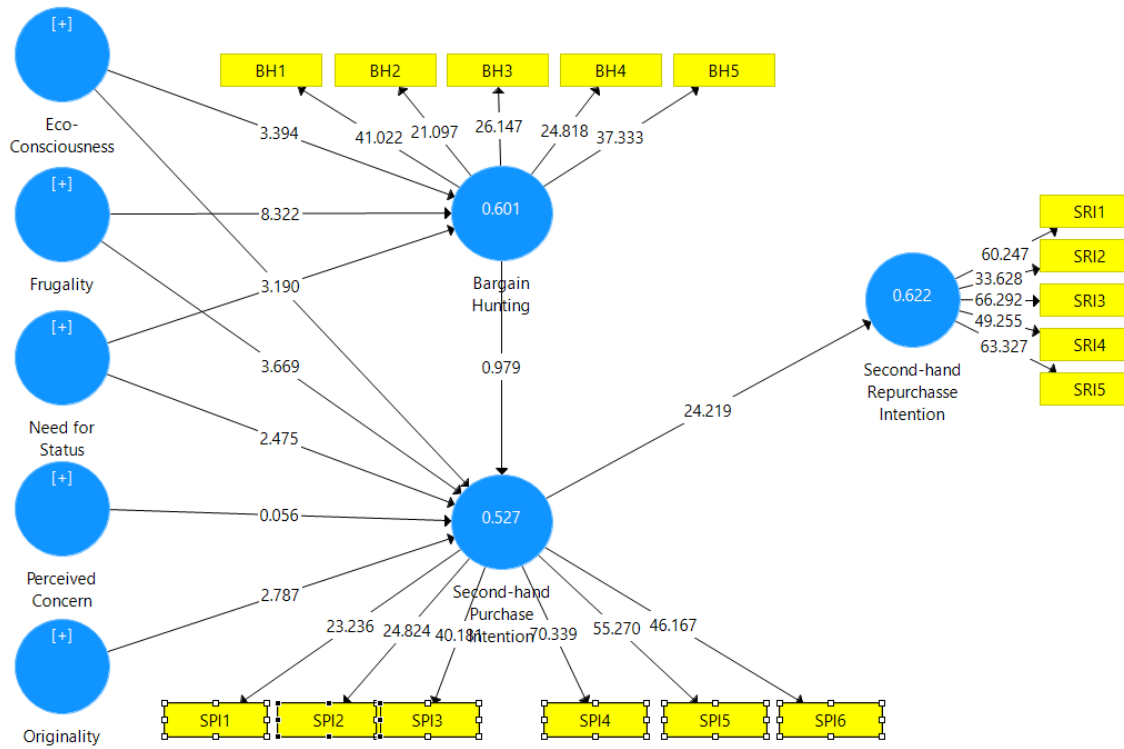 [+]
Eco-
Consciousness
[+]
Frugality
[+]
Need for
Status
[+]
Perceived
Concern
[+]
Originality
BH1
BH2
BH3
BH4
BH5
41.022
21.097
26.147
24.818
37.333
3.394
8.322
3.190
3.669
2.475
0.056
2.787
0.601
Bargain
Hunting
0.979
0.527
Second-hand
Purchase
Intention
24.219
0.622
Second-hand
Repurchasse
Intention
60.247
33.628
66.292
49.255
63.327
SRI1
SRI2
SRI3
SRI4
SRI5
23.236
24.824
40.181
70.339
55.270
46.167
SPI1
SPI2
SPI3
SPI4
SPI5
SPI6